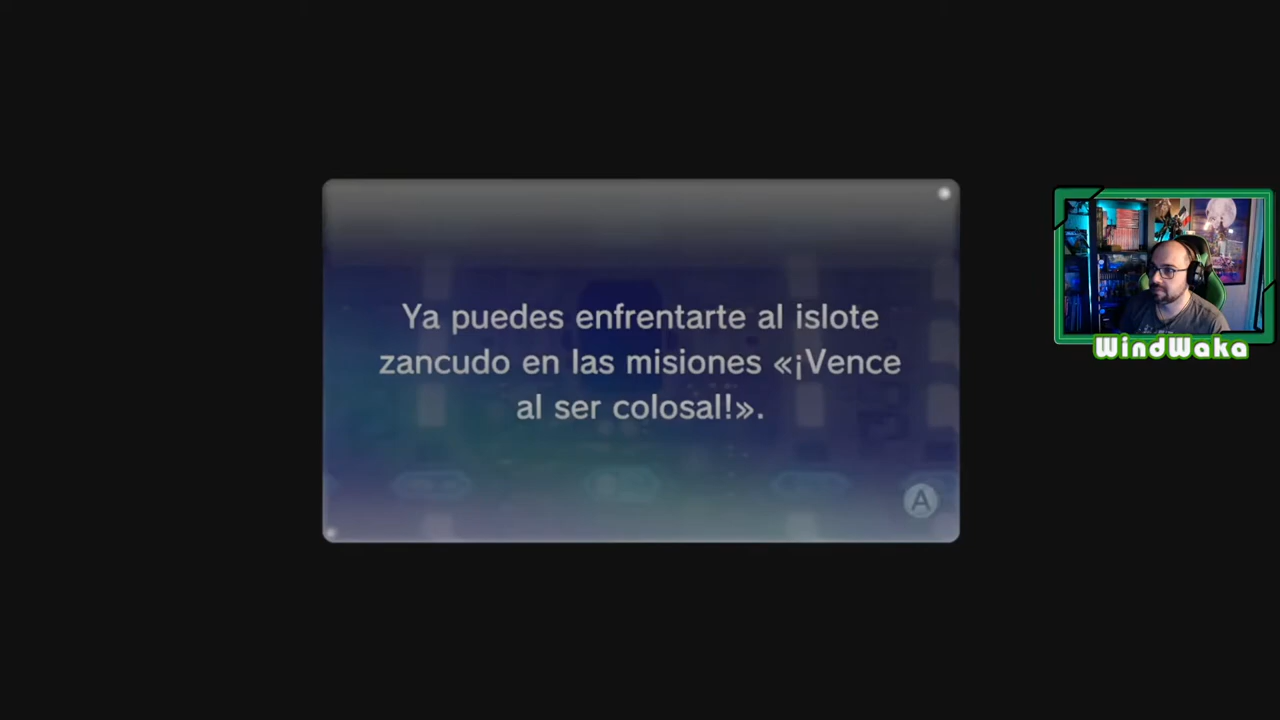 Ya puedes enfrentarte al islote
zancudo en las misiones «¡Vence
al ser colosal!».
A
WindWaka